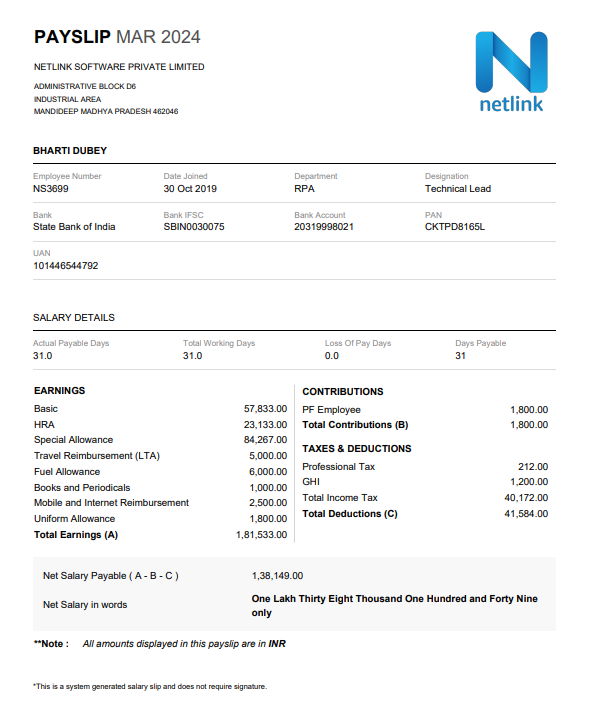 PAYSLIP MAR 2024
netlink
NETLINK SOFTWARE PRIVATE LIMITED
ADMINISTRATIVE BLOCK D6
INDUSTRIAL AREA
MANDIDEEP MADHYA PRADESH 462046
BHARTI DUBEY
Employee Number Date Joined Department Designation
NS3699 30 Oct 2019 RPA Technical Lead
Bank Bank IFSC Bank Account PAN
State Bank of India SBIN0030075 20319998021 CKTPD8165L
UAN
101446544792
SALARY DETAILS
Actual Payable Days Total Working Days Loss Of Pay Days Days Payable
31.0 31.0 0.0 31
EARNINGS
Basic 57,833.00
HRA 23,133.00
Special Allowance 84,267.00
Travel Reimbursement (LTA) 5,000.00
Fuel Allowance 6,000.00
Books and Periodicals 1,000.00
Mobile and Internet Reimbursement 2,500.00
Uniform Allowance 1,800.00
Total Earnings (A) 1,81,533.00
CONTRIBUTIONS
PF Employee 1,800.00
Total Contributions (B) 1,800.00
TAXES & DEDUCTIONS
Professional Tax 212.00
GHI 1,200.00
Total Income Tax 40,172.00
Total Deductions (C) 41,584.00
Net Salary Payable ( A - B - C ) 1,38,149.00
Net Salary in words One Lakh Thirty Eight Thousand One Hundred and Forty Nine
only
**Note : All amounts displayed in this payslip are in INR
*This is a system generated salary slip and does not require signature.